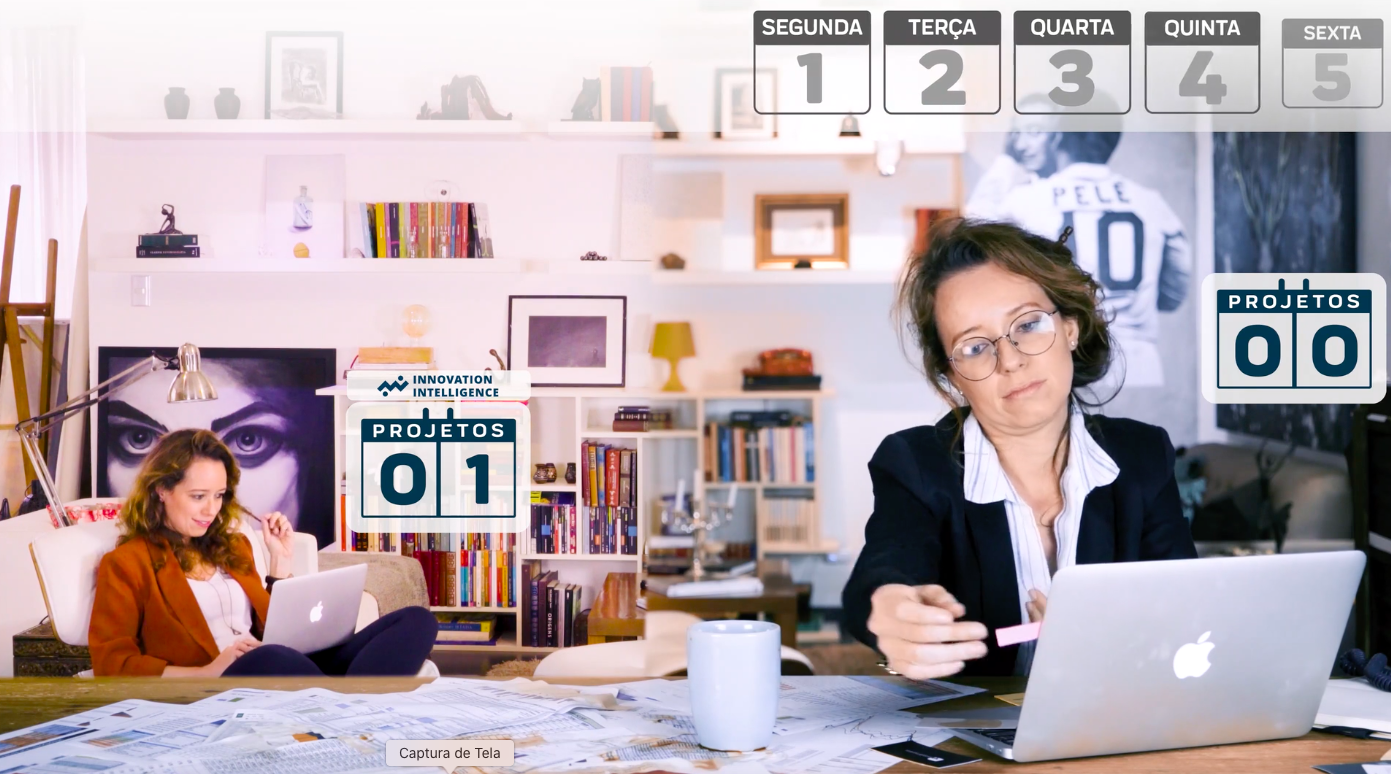 SEGUNDA
1
TERÇA
2
QUARTA
3
QUINTA
4
SEXTA
5
PELÉ
10
PROJETOS
0 0
INNOVATION
INTELLIGENCE
PROJETOS
0 1
Captura de Tela